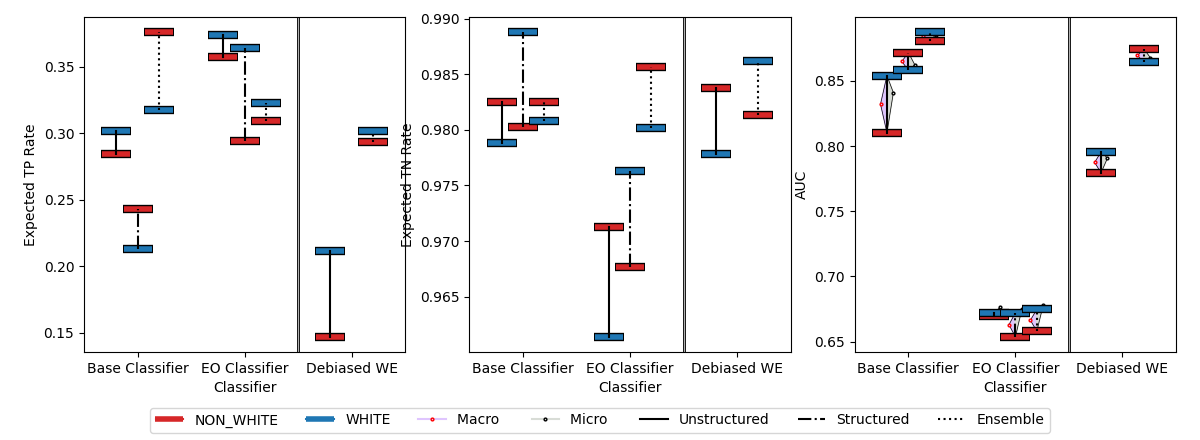 Expected TP Rate
0.35
0.30
0.25
0.20
0.15
Base Classifier EO Classifier Debiased WE
Classifier
Expected TN Rate
0.990
0.985
0.980
0.975
0.970
0.965
Base Classifier EO Classifier Debiased WE
Classifier
AUC
0.85
0.80
0.75
0.70
0.65
Base Classifier EO Classifier Debiased WE
Classifier
NON_WHITE WHITE Macro Micro Unstructured Structured Ensemble